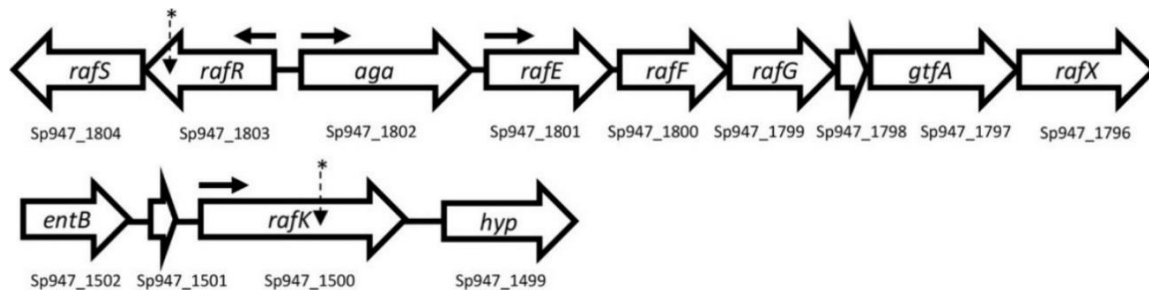 *
rafS rafR aga rafE rafF rafG gtfA rafX
Sp947_1804 Sp947_1803 Sp947_1802 Sp947_1801 Sp947_1800 Sp947_1799 Sp947_1798 Sp947_1797 Sp947_1796
*
entB rafK hyp
Sp947_1502 Sp947_1501 Sp947_1500 Sp947_1499